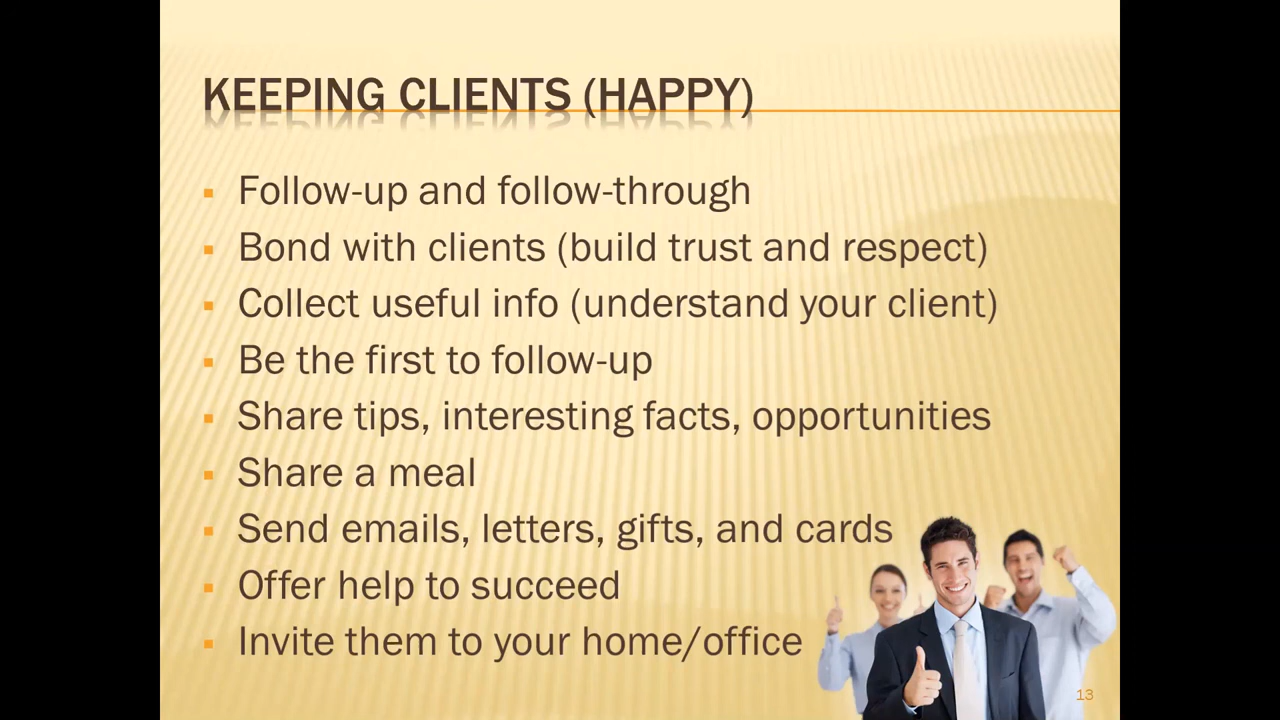 KEEPING CLIENTS (HAPPY)
Follow-up and follow-through
Bond with clients (build trust and respect)
Collect useful info (understand your client)
Be the first to follow-up
Share tips, interesting facts, opportunities
Share a meal
Send emails, letters, gifts, and cards
Offer help to succeed
Invite them to your home/office
13